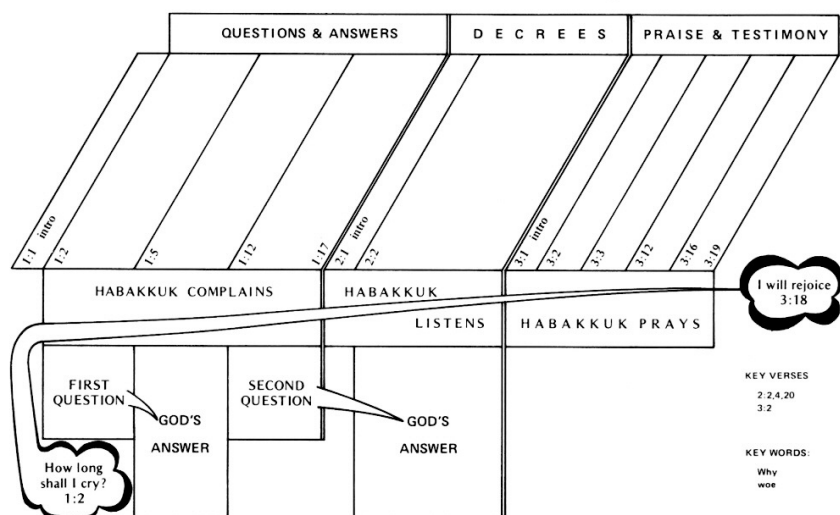 QUESTIONS & ANSWERS
DECREES
PRAISE & TESTIMONY
1:1 intro
1:2
1:5
1:12
1:17
2:1 intro
2:2
3:1 intro
3:2
3:3
3:12
3:16
3:19
HABAKKUK COMPLAINS
HABAKKUK
LISTENS
HABAKKUK PRAYS
I will rejoice
3:18
FIRST
QUESTION
GOD'S
ANSWER
SECOND
QUESTION
GOD'S
ANSWER
How long
shall I cry?
1:2
KEY VERSES
2:2,4,20
3:2
KEY WORDS:
Why
woe